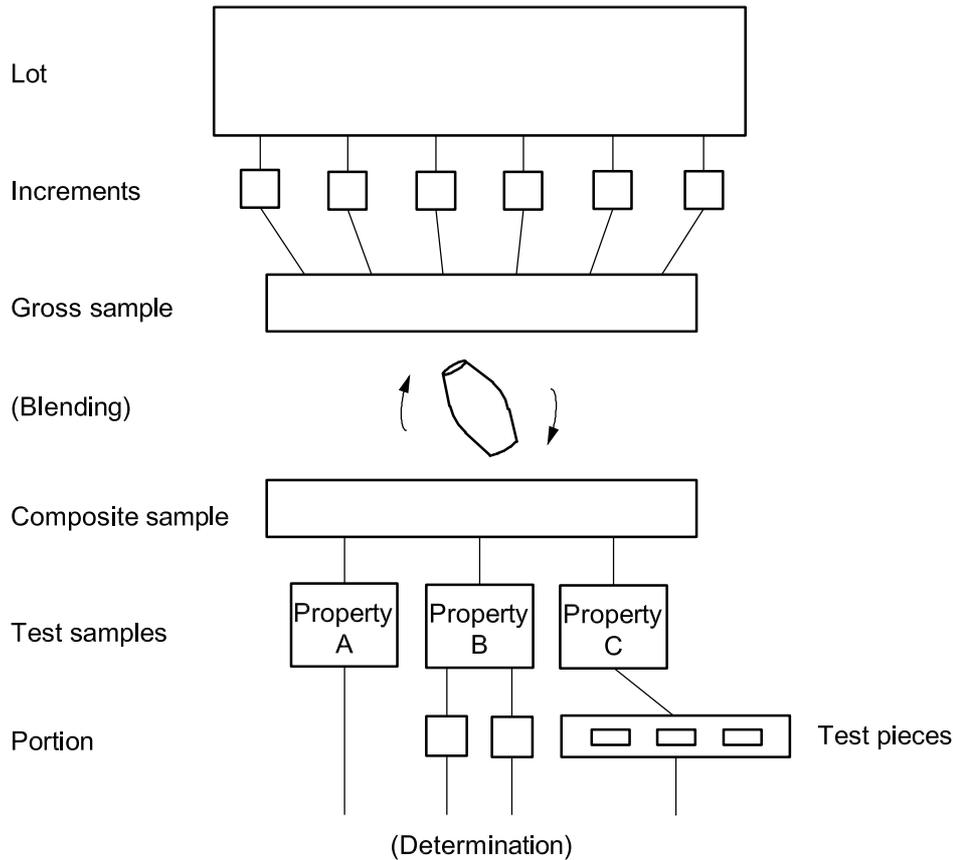 Lot
Increments
Gross sample
(Blending)
Composite sample
Test samples
Property
A
Property
B
Property
C
Portion
Test pieces
(Determination)